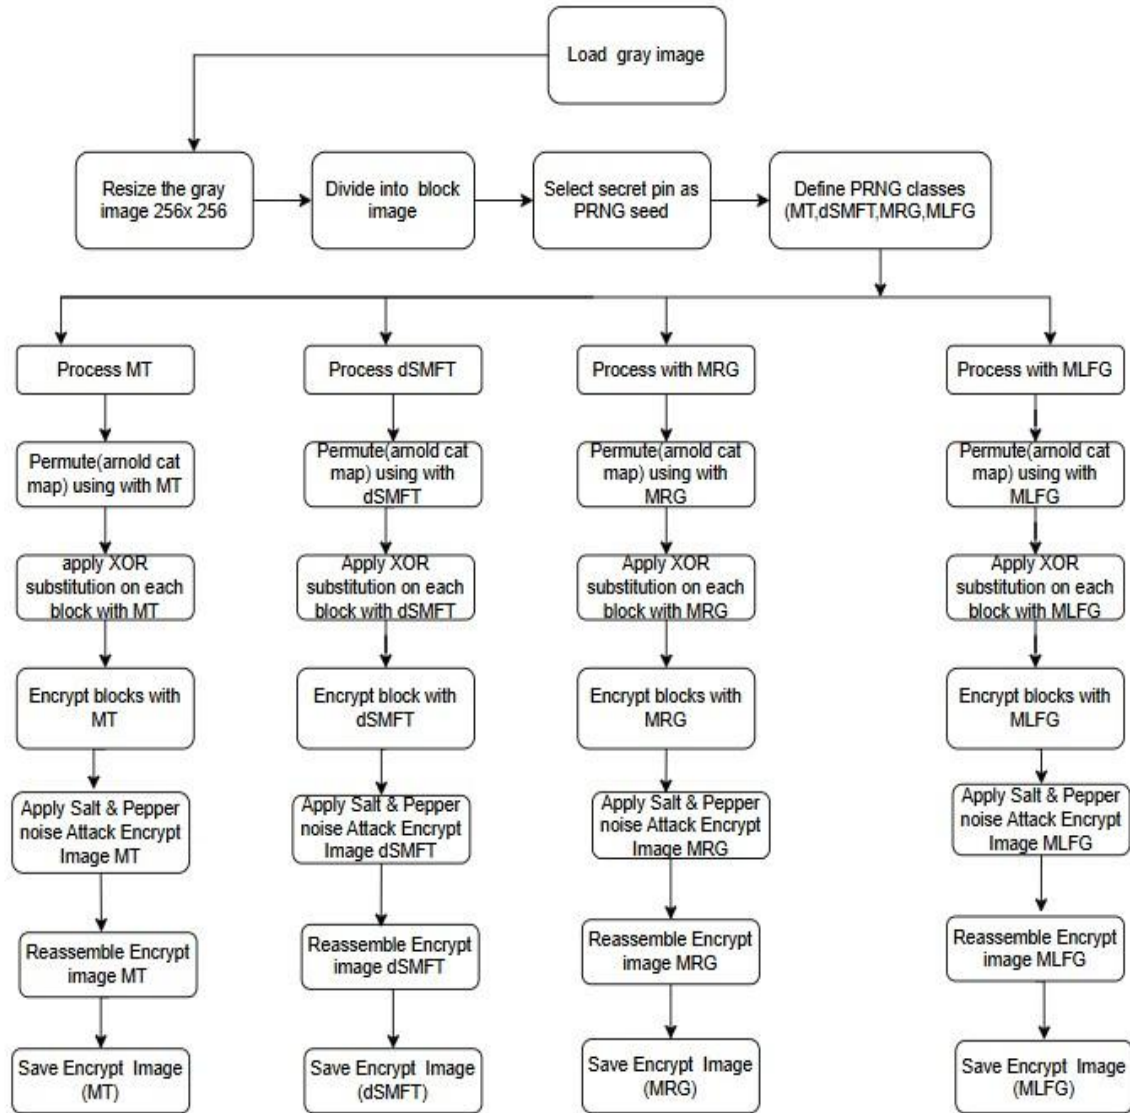 Load gray image
Resize the gray
image 256x 256
Divide into block
image
Select secret pin as
PRNG seed
Define PRNG classes
(MT,dSMFT,MRG,MLFG
Process MT
Process dSMFT
Process with MRG
Process with MLFG
Permute(arnold cat
map) using with MT
Permute(arnold cat
map) using with
dSMFT
Permute(arnold cat
map) using with
MRG
Permute(arnold cat
map) using with
MLFG
apply XOR
substitution on each
block with MT
Apply XOR
substitution on each
block with dSMFT
Apply XOR
substitution on each
block with MRG
Apply XOR
substitution on each
block with MLFG
Encrypt blocks with
MT
Encrypt block with
dSMFT
Encrypt blocks with
MRG
Encrypt blocks with
MLFG
Apply Salt & Pepper
noise Attack Encrypt
Image MT
Apply Salt & Pepper
noise Attack Encrypt
Image dSMFT
Apply Salt & Pepper
noise Attack Encrypt
Image MRG
Apply Salt & Pepper
noise Attack Encrypt
Image MLFG
Reassemble Encrypt
image MT
Reassemble Encrypt
image dSMFT
Reassemble Encrypt
image MRG
Reassemble Encrypt
image MLFG
Save Encrypt Image
(MT)
Save Encrypt Image
(dSMFT)
Save Encrypt Image
(MRG)
Save Encrypt Image
(MLFG)